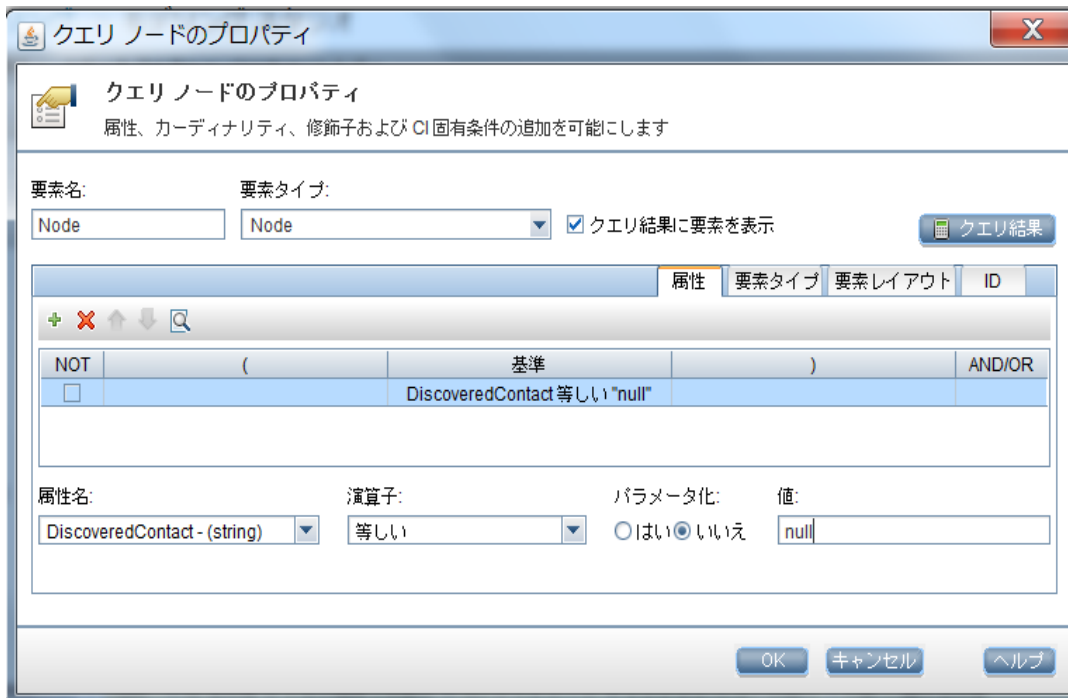 クエリ ノードのプロパティ
クエリ ノードのプロパティ
属性、カーディナリティ、修飾子および CI 固有条件の追加を可能にします
要素名: 要素タイプ:
Node Node クエリ結果に要素を表示 クエリ結果
属性 要素タイプ 要素レイアウト ID
NOT ( 基準 ) AND/OR
DiscoveredContact 等しい "null"
属性名: 演算子: パラメータ化: 値:
DiscoveredContact - (string) 等しい はい いいえ null
OK キャンセル ヘルプ